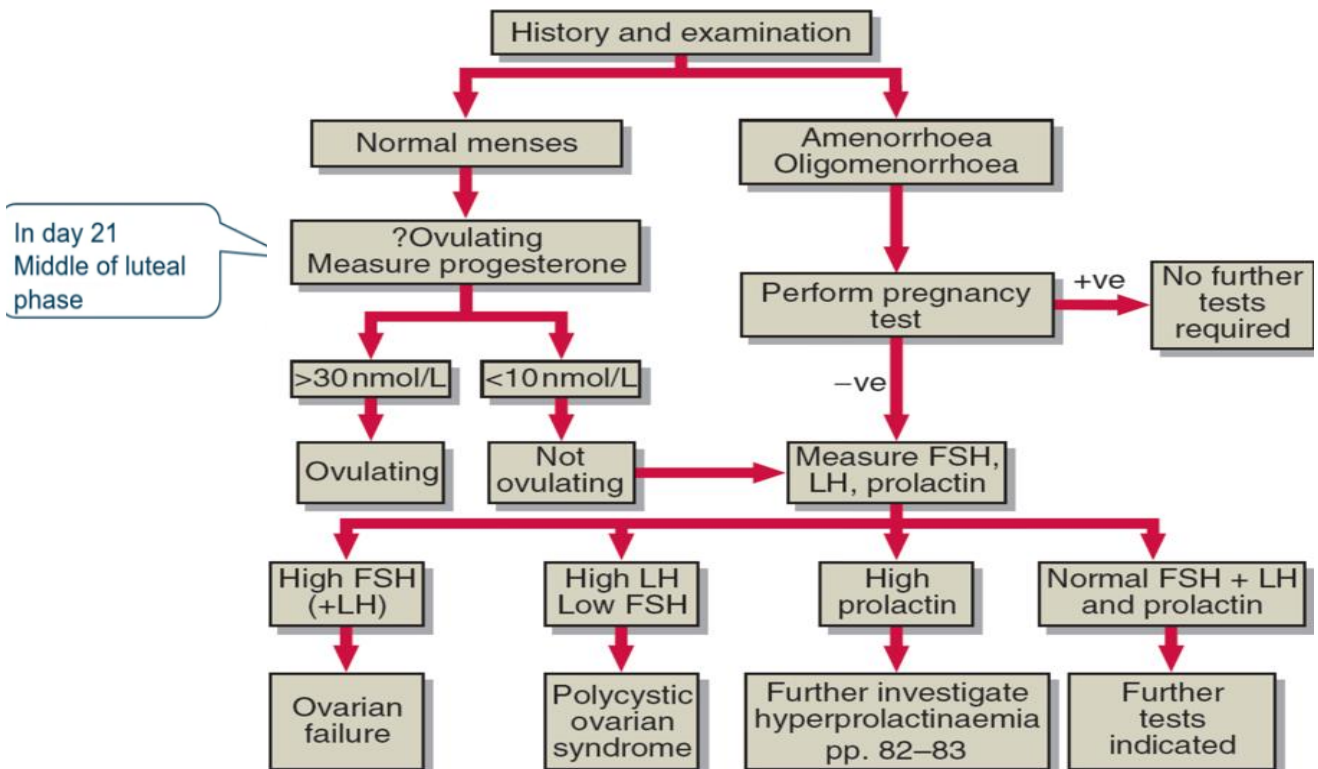 History and examination
Normal menses
Amenorrhoea
Oligomenorrhoea
In day 21
Middle of luteal
phase
?Ovulating
Measure progesterone
Perform pregnancy
test
+ve
No further
tests
required
>30 nmol/L
<10 nmol/L
−ve
Ovulating
Not
ovulating
Measure FSH,
LH, prolactin
High FSH
(+LH)
High LH
Low FSH
High
prolactin
Normal FSH + LH
and prolactin
Ovarian
failure
Polycystic
ovarian
syndrome
Further investigate
hyperprolactinaemia
pp. 82–83
Further
tests
indicated